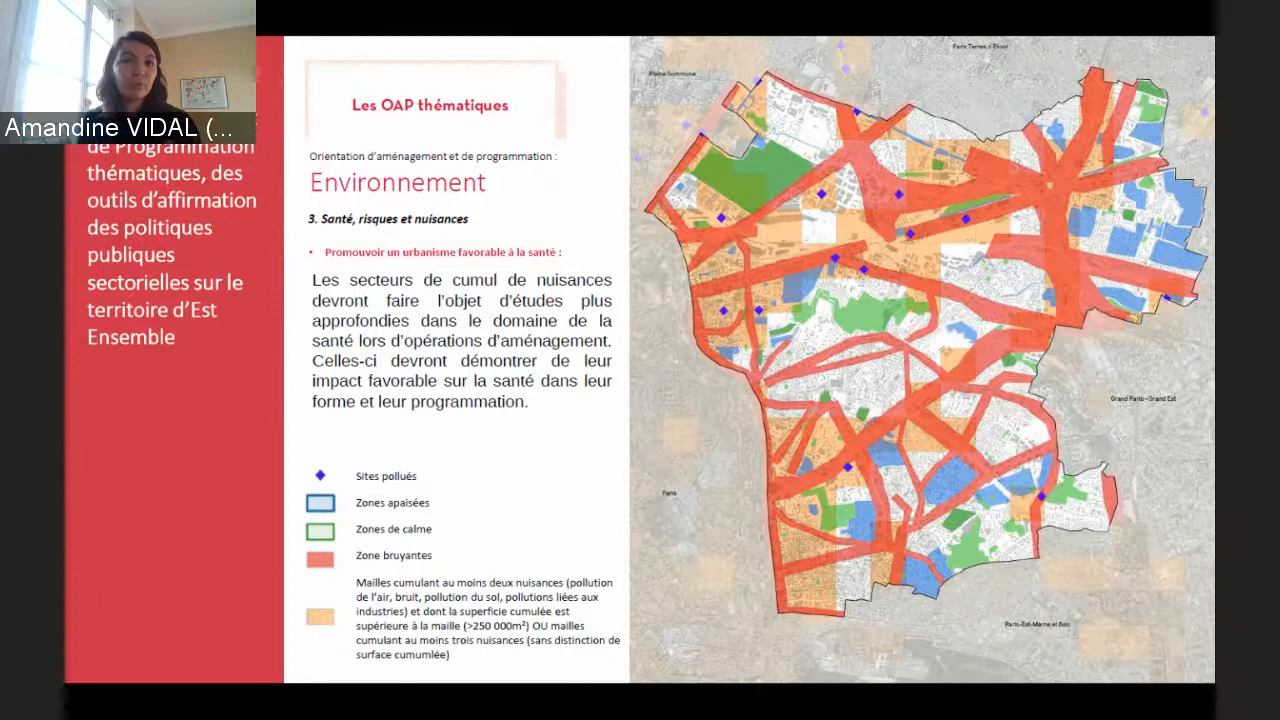 Amandine VIDAL (...
de Programmation
thématiques, des
outils d’affirmation
des politiques
publiques
sectorielles sur le
territoire d’Est
Ensemble
Les OAP thématiques
Orientation d’aménagement et de programmation :
Environnement
3. Santé, risques et nuisances
• Promouvoir un urbanisme favorable à la santé :
Les secteurs de cumul de nuisances
devront faire l’objet d’études plus
approfondies dans le domaine de la
santé lors d’opérations d’aménagement.
Celles-ci devront démontrer de leur
impact favorable sur la santé dans leur
forme et leur programmation.
Sites pollués
Zones apaisées
Zones de calme
Zone bruyantes
Mailles cumulant au moins deux nuisances (pollution
de l’air, bruit, pollution du sol, pollutions liées aux
industries) et dont la superficie cumulée est
supérieure à la maille (>250 000m²) OU mailles
cumulant au moins trois nuisances (sans distinction de
surface cumumlée)
Paris Terres d'Envol
Plaine Commune
Grand Paris - Grand Est
Paris
Paris-Est-Marne et Bois